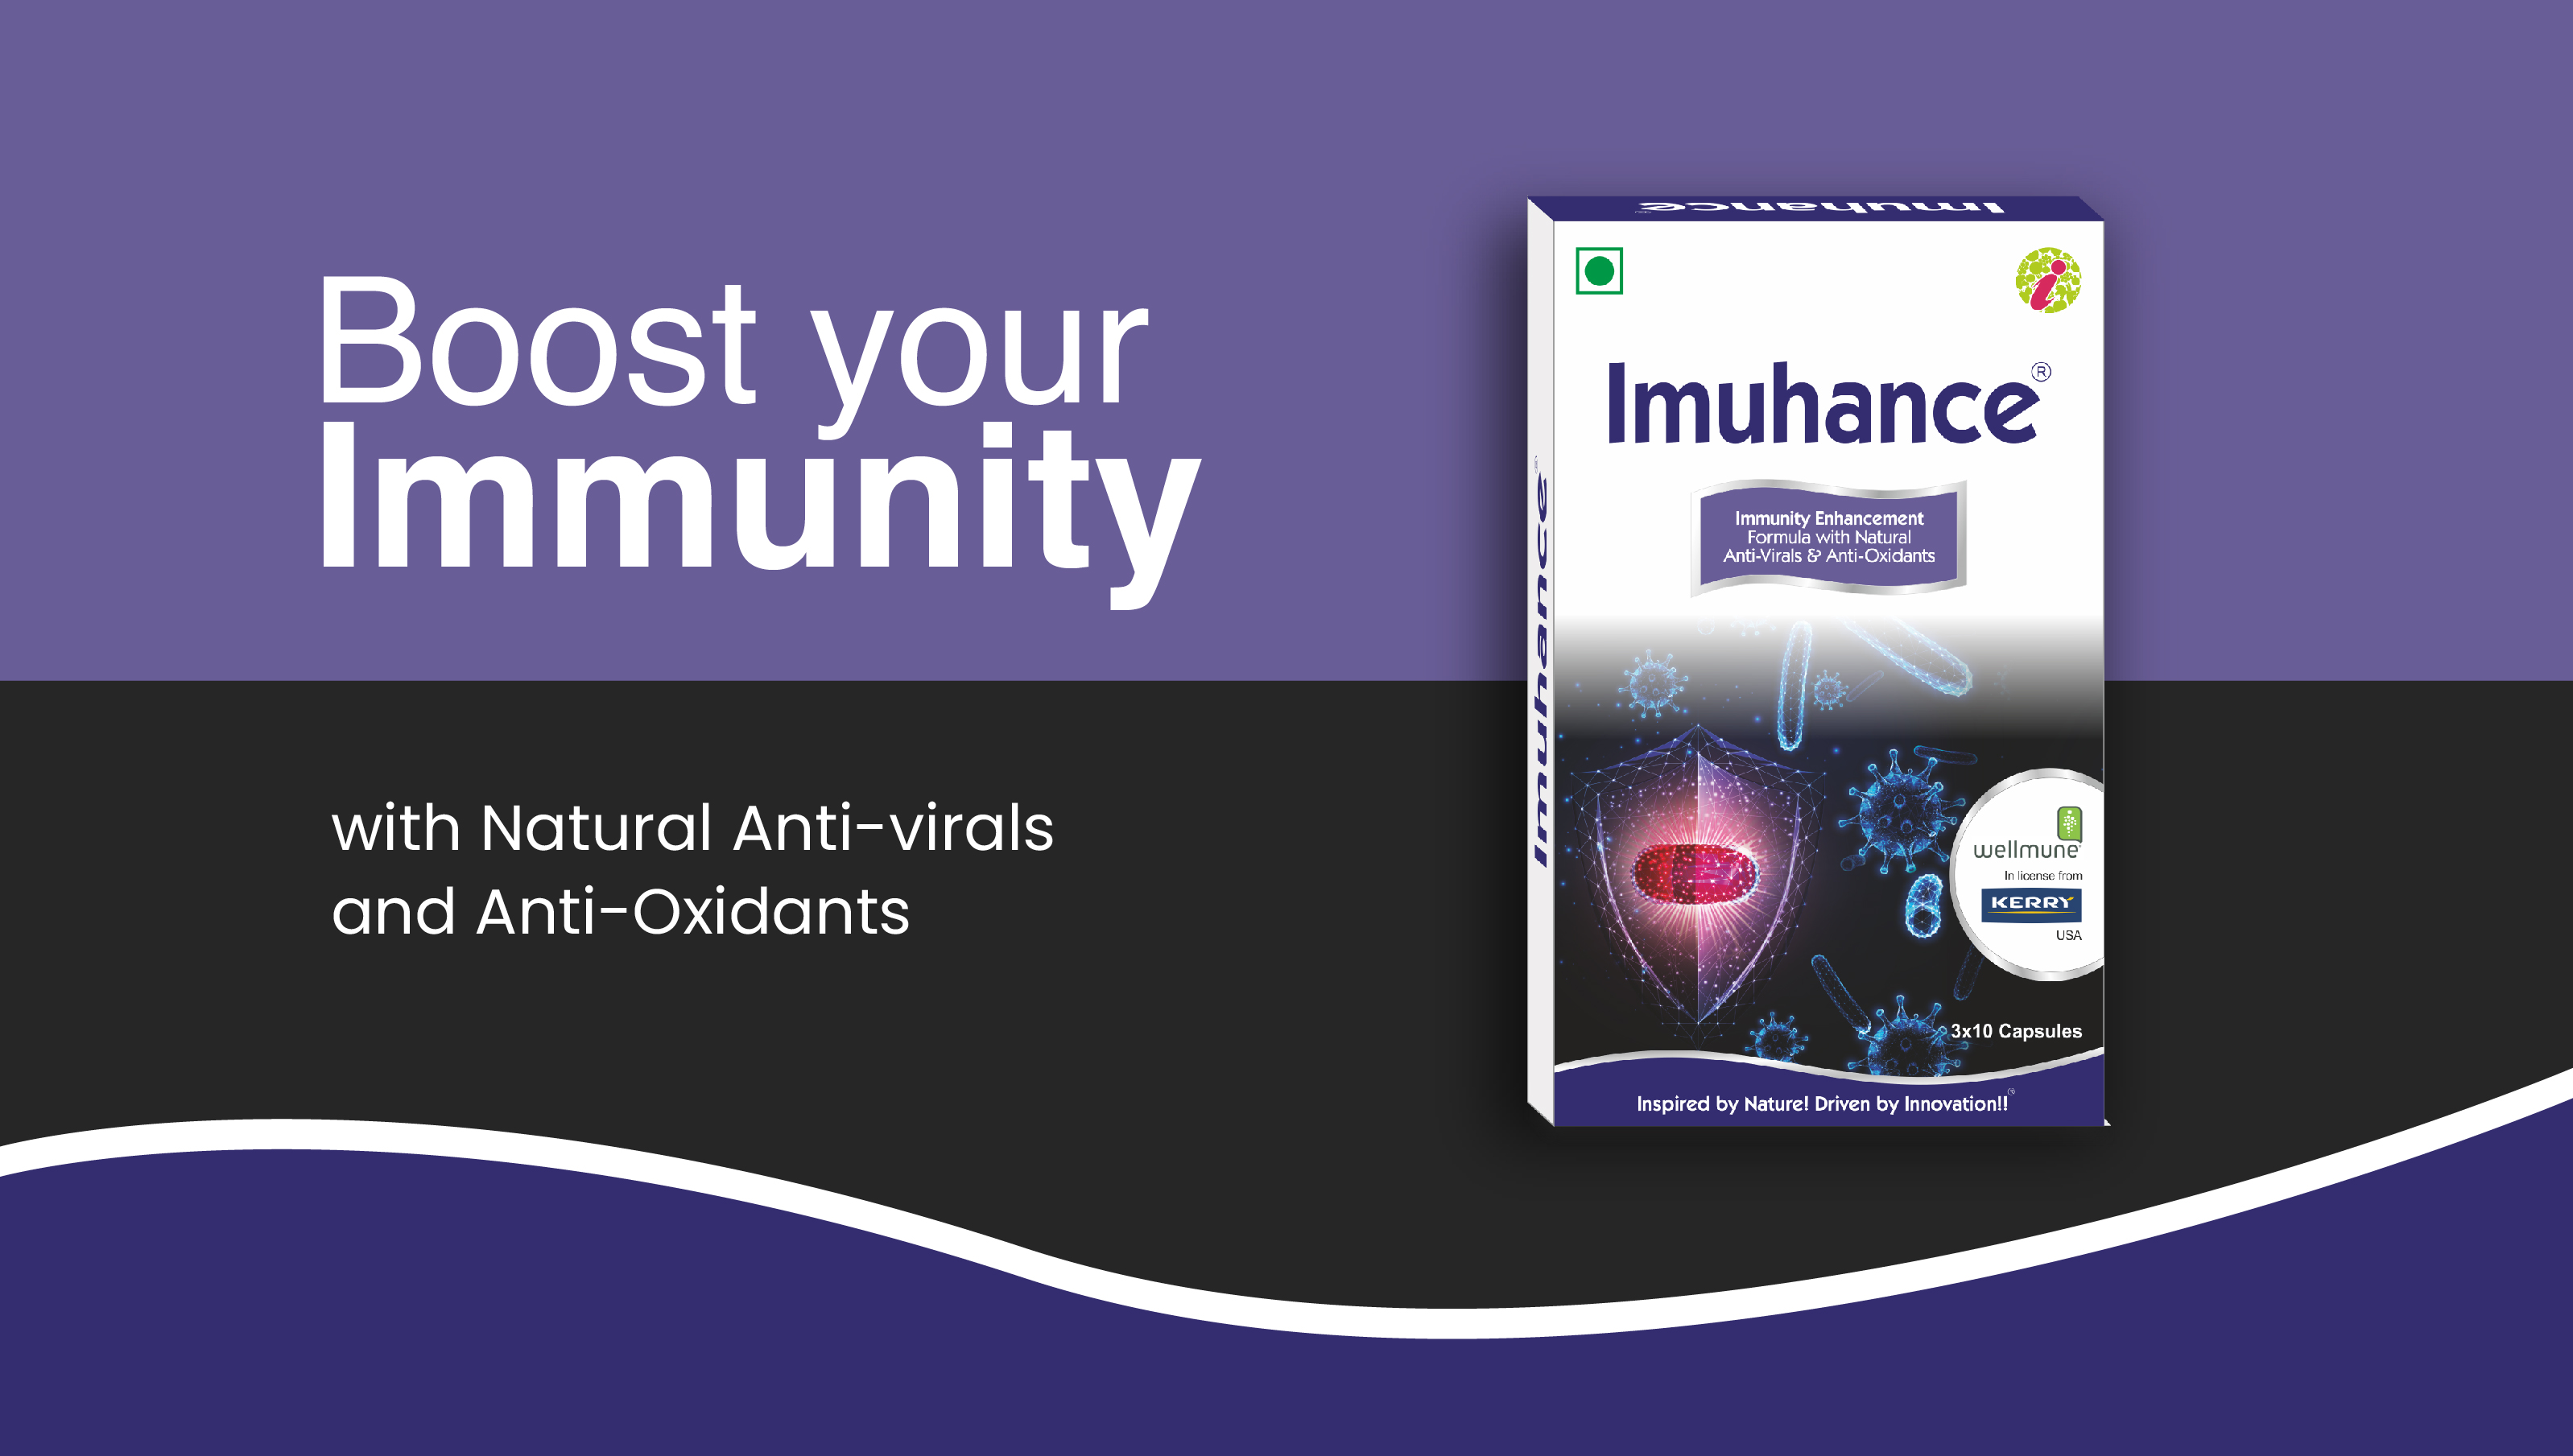 Boost your
Immunity
with Natural Anti-virals
and Anti-Oxidants
Imuhance
Imuhance
Imuhance®
Immunity Enhancement
Formula with Natural
Anti-Virals & Anti-Oxidants
wellmune
In license from
KERRY
USA
3x10 Capsules
Inspired by Nature! Driven by Innovation!!